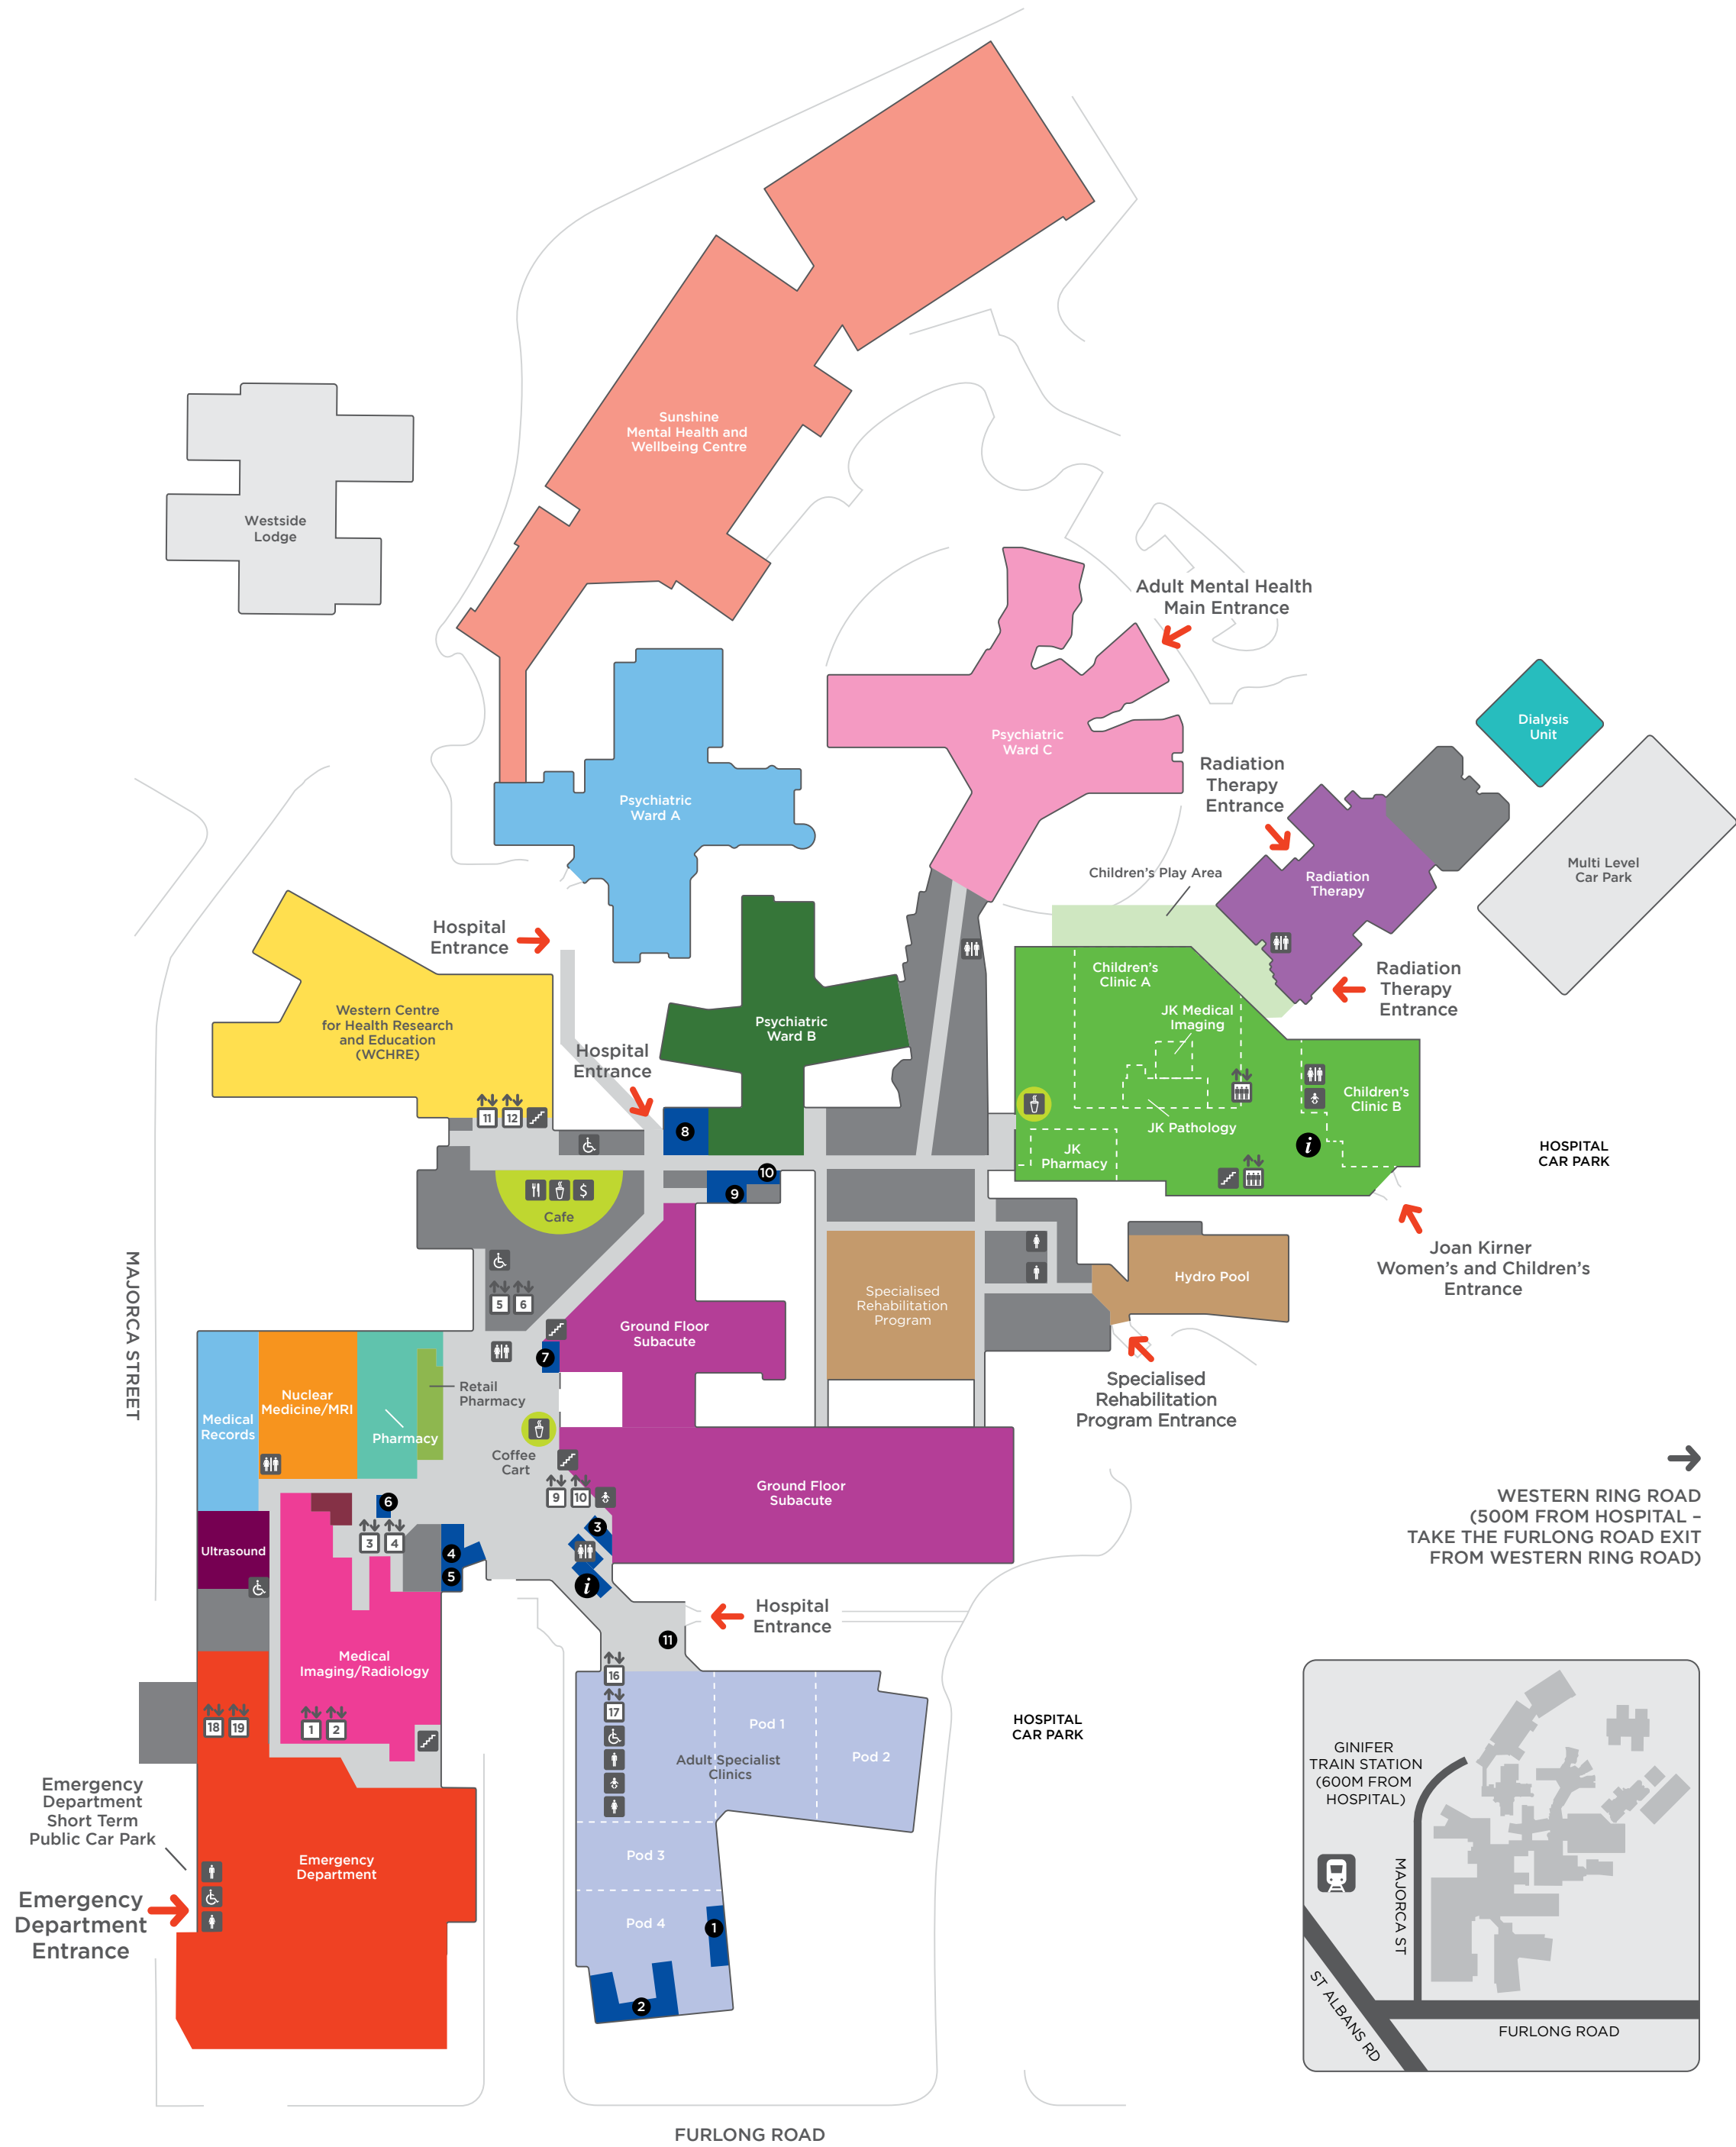 Sunshine
Mental Health and
Wellbeing Centre
Westside
Lodge
Adult Mental Health
Main Entrance
Psychiatric
Ward C
Dialysis
Unit
Radiation
Therapy
Entrance
Psychiatric
Ward A
Multi Level
Car Park
Children's Play Area
Radiation
Therapy
Hospital
Entrance
Children's
Clinic A
Radiation
Therapy
Entrance
Western Centre
for Health Research
and Education
(WCHRE)
Psychiatric
Ward B
JK Medical
Imaging
Hospital
Entrance
Children's
Clinic B
11
12
8
JK Pathology
i
JK
Pharmacy
HOSPITAL
CAR PARK
10
9
$
Cafe
Joan Kirner
Women's and Children's
Entrance
MAJORCA STREET
5
6
Hydro Pool
Specialised
Rehabilitation
Program
Ground Floor
Subacute
7
Specialised
Rehabilitation
Program Entrance
Retail
Pharmacy
Nuclear
Medicine/MRI
Medical
Records
Pharmacy
Coffee
Cart
9
10
Ground Floor
Subacute
WESTERN RING ROAD
(500M FROM HOSPITAL –
TAKE THE FURLONG ROAD EXIT
FROM WESTERN RING ROAD)
6
3
4
3
Ultrasound
4
5
i
Hospital
Entrance
11
Medical
Imaging/Radiology
16
17
18
19
1
2
Pod 1
Adult Specialist
Clinics
Pod 2
HOSPITAL
CAR PARK
Emergency
Department
Short Term
Public Car Park
Emergency
Department
Pod 3
Emergency
Department
Entrance
Pod 4
1
2
GINIFER
TRAIN STATION
(600M FROM
HOSPITAL)
MAJORCA ST
ST ALBANS RD
FURLONG ROAD
FURLONG ROAD